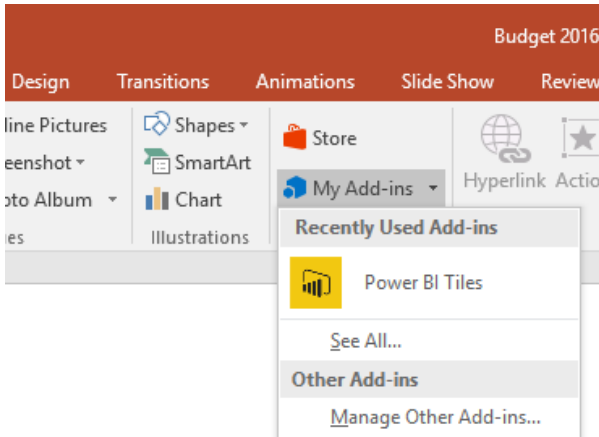 Budget 2016
Design Transitions Animations Slide Show Review
line Pictures Shapes Store
eenshot SmartArt
My Add-ins Hyperlink Actio
oto Album Chart
es Illustrations
Recently Used Add-ins
Power BI Tiles
See All...
Other Add-ins
Manage Other Add-ins...